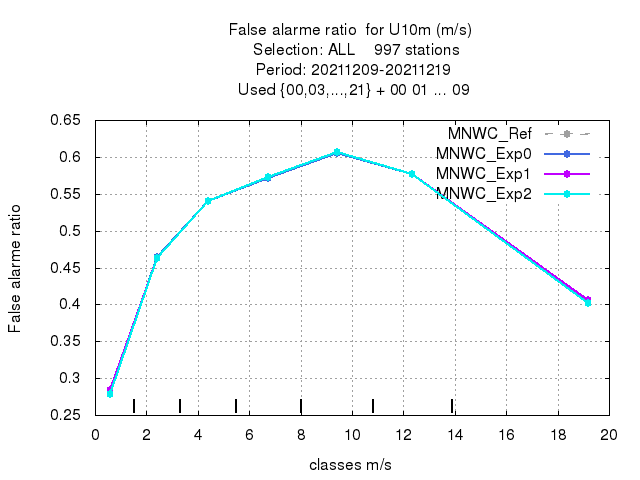 False alarme ratio  for U10m (m/s)
Selection: ALL    997 stations
Period: 20211209-20211219
Used {00,03,...,21} + 00 01 ... 09
0.65
0.6
0.55
0.5
0.45
0.4
0.35
0.3
0.25
False alarme ratio
MNWC_Ref
MNWC_Exp0
MNWC_Exp1
MNWC_Exp2
0 2 4 6 8 10 12 14 16 18 20
classes m/s